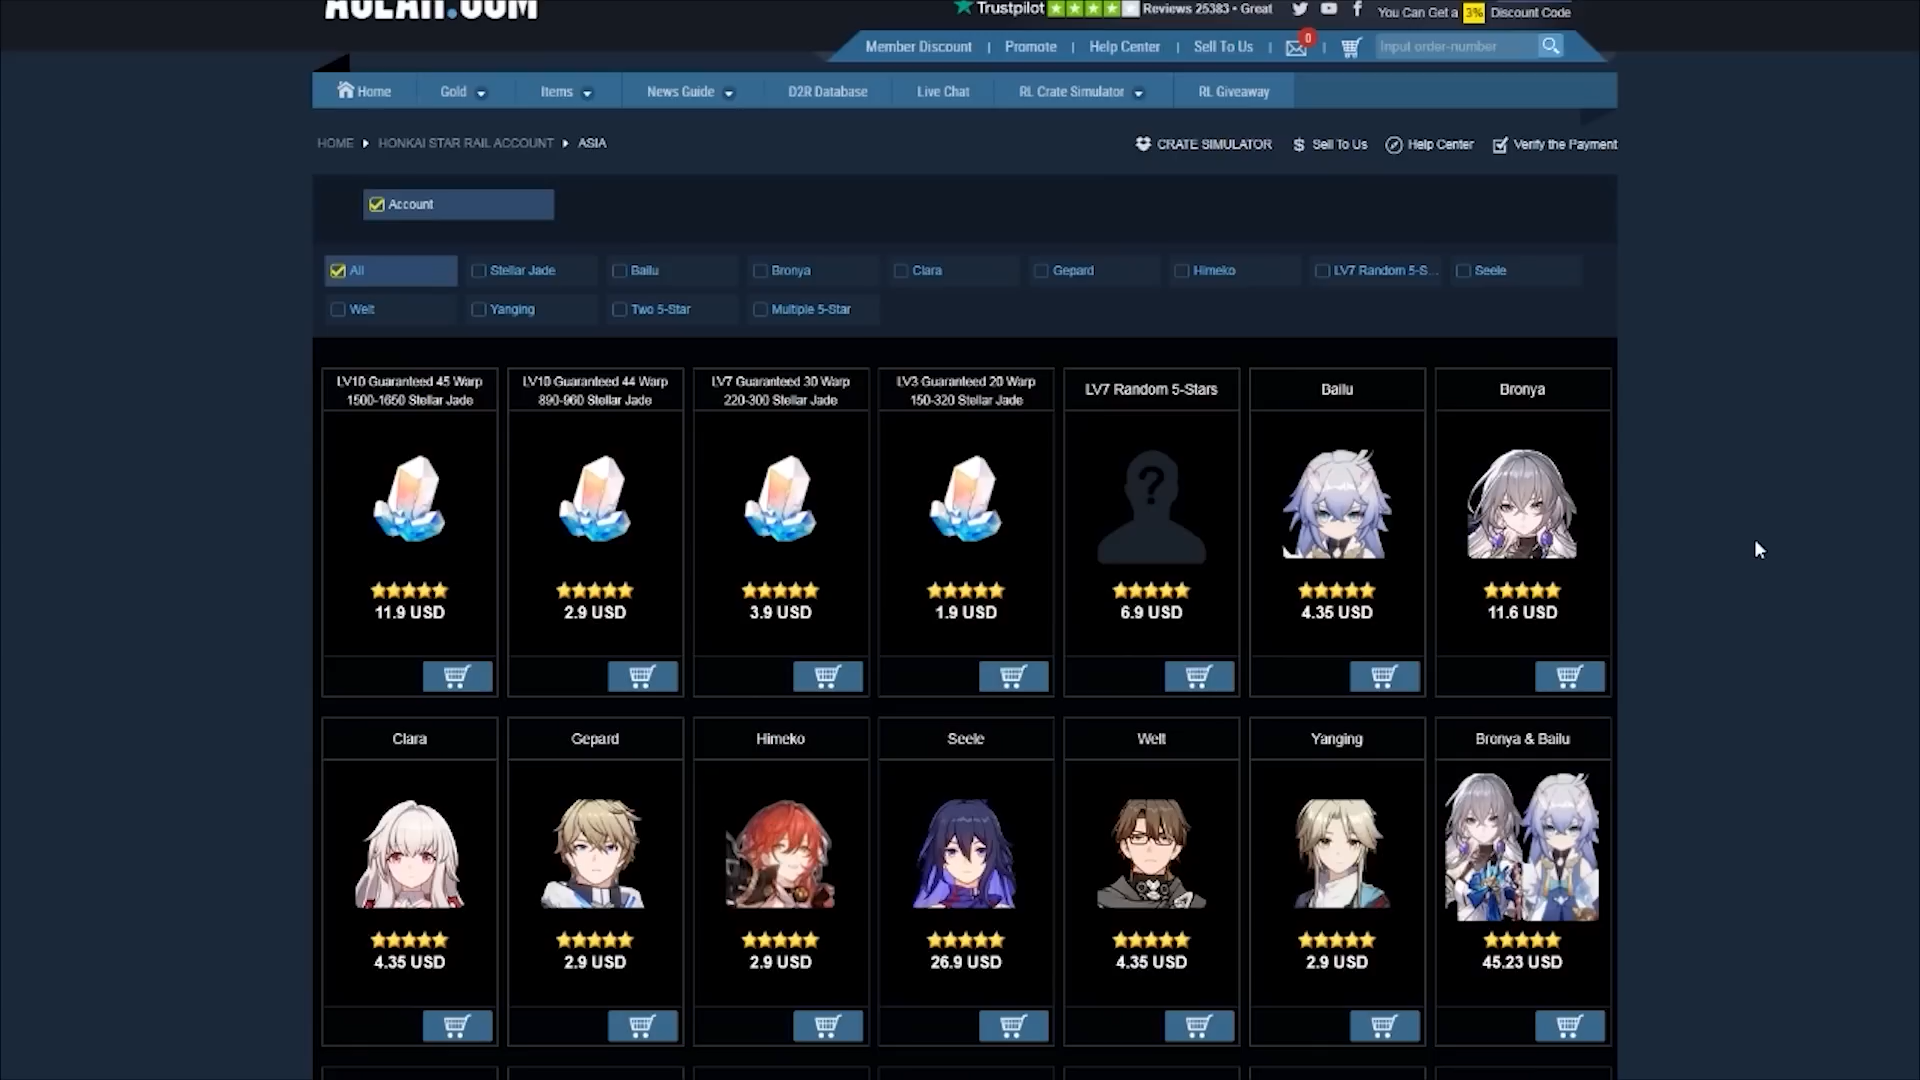 AOEAH.COM
Trustpilot Reviews 25383 • Great
You Can Get a 3% Discount Code
Member Discount | Promote | Help Center | Sell To Us | 0 | Input order-number
Home Gold Items News Guide D2R Database Live Chat RL Crate Simulator RL Giveaway
HOME HONKAI STAR RAIL ACCOUNT ASIA
CRATE SIMULATOR $ Sell To Us Help Center Verify the Payment
Account
All Stellar Jade Bailu Bronya Clara Gepard Himeko LV7 Random 5-S... Seele
Welt Yanging Two 5-Star Multiple 5-Star
LV10 Guaranteed 45 Warp
1500-1650 Stellar Jade
LV10 Guaranteed 44 Warp
890-960 Stellar Jade
LV7 Guaranteed 30 Warp
220-300 Stellar Jade
LV3 Guaranteed 20 Warp
150-320 Stellar Jade
LV7 Random 5-Stars
Bailu
Bronya
?
11.9 USD
2.9 USD
3.9 USD
1.9 USD
6.9 USD
4.35 USD
11.6 USD
Clara
Gepard
Himeko
Seele
Welt
Yanging
Bronya & Bailu
4.35 USD
2.9 USD
2.9 USD
26.9 USD
4.35 USD
2.9 USD
45.23 USD